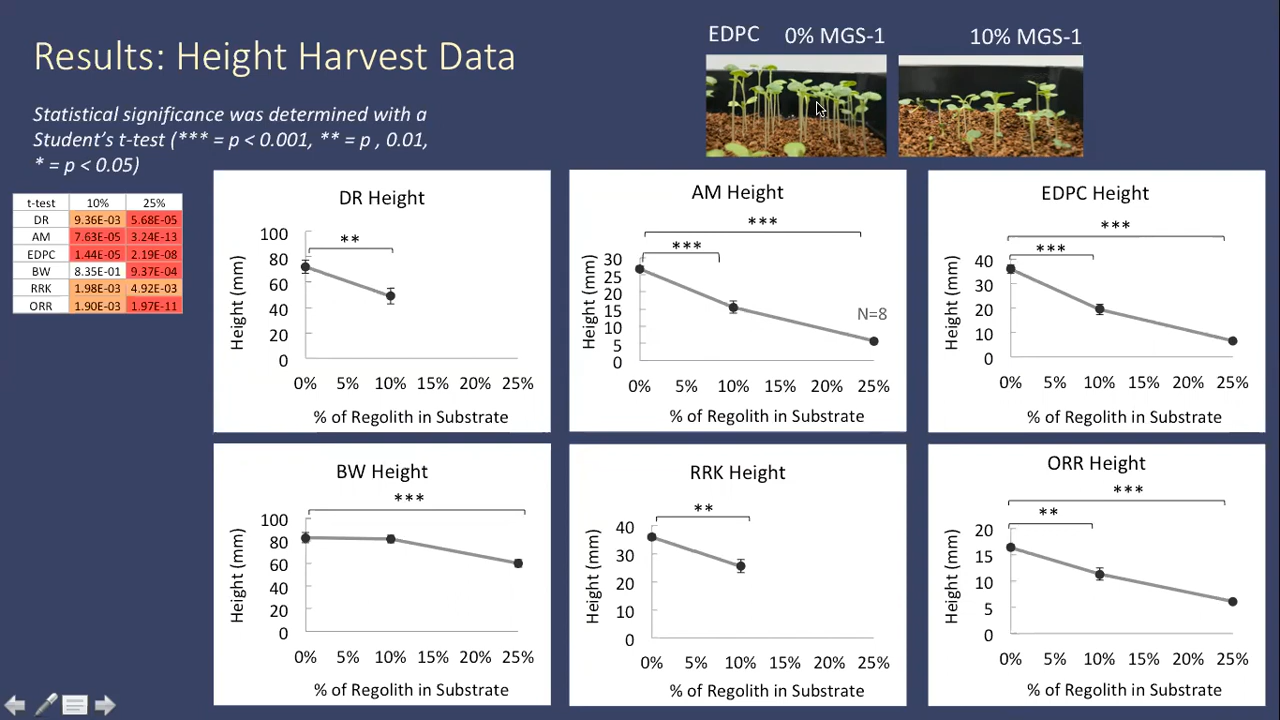 Results: Height Harvest Data
EDPC 0% MGS-1 10% MGS-1
Statistical significance was determined with a
Student's t-test (*** = p < 0.001, ** = p , 0.01,
* = p < 0.05)
t-test 10% 25%
DR 9.36E-03 5.68E-05
AM 7.63E-05 3.24E-13
EDPC 1.44E-05 2.19E-08
BW 8.35E-01 9.37E-04
RRK 1.98E-03 4.92E-03
ORR 1.90E-03 1.97E-11
DR Height
**
Height (mm)
100
80
60
40
20
0
0% 5% 10% 15% 20% 25%
% of Regolith in Substrate
AM Height
***
***
Height (mm)
30
25
20
15
10
5
0
N=8
0% 5% 10% 15% 20% 25%
% of Regolith in Substrate
EDPC Height
***
***
Height (mm)
40
30
20
10
0
0% 5% 10% 15% 20% 25%
% of Regolith in Substrate
BW Height
***
Height (mm)
100
80
60
40
20
0
0% 5% 10% 15% 20% 25%
% of Regolith in Substrate
RRK Height
**
Height (mm)
40
30
20
10
0
0% 5% 10% 15% 20% 25%
% of Regolith in Substrate
ORR Height
***
**
Height (mm)
20
15
10
5
0
0% 5% 10% 15% 20% 25%
% of Regolith in Substrate